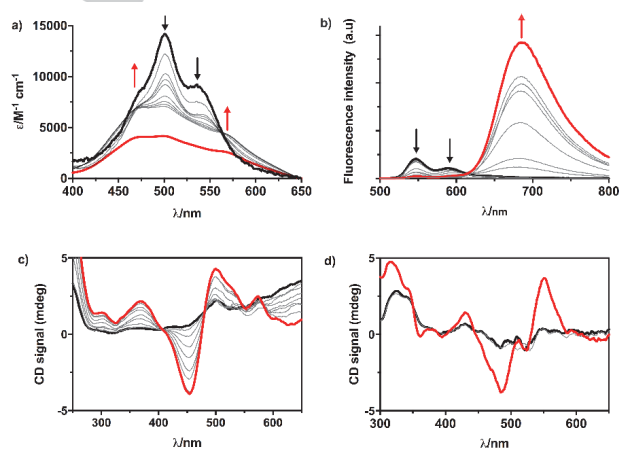 a)
15000
10000
5000
0
ε/M⁻¹ cm⁻¹
400 450 500 550 600 650
λ/nm
b)
Fluorescence intensity (a.u)
500 600 700 800
λ/nm
c)
5
0
-5
CD signal (mdeg)
300 400 500 600
λ/nm
d)
5
0
-5
CD signal (mdeg)
300 400 500 600
λ/nm